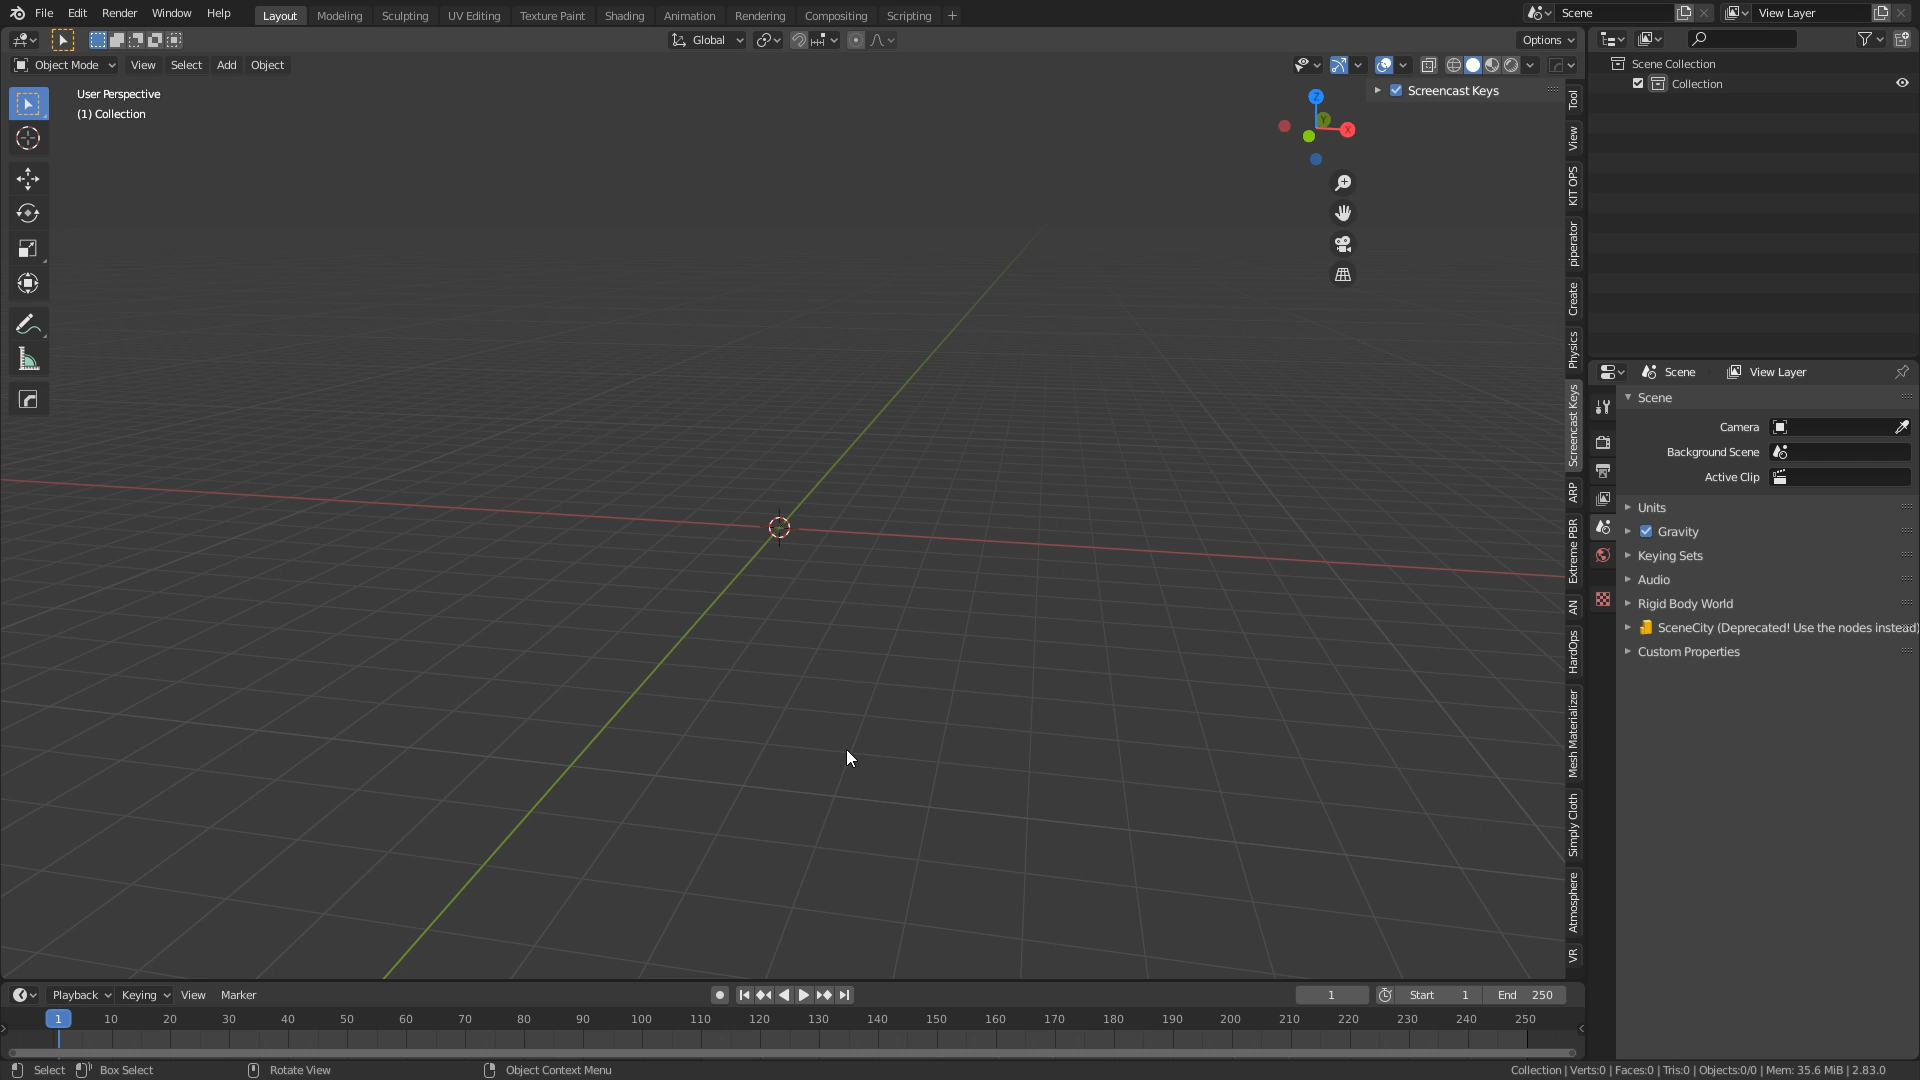 File Edit Render Window Help Layout Modeling Sculpting UV Editing Texture Paint Shading Animation Rendering Compositing Scripting + Scene View Layer
Global Options
Object Mode View Select Add Object
User Perspective
(1) Collection
Z
Y
X
Screencast Keys
Tool
View
KIT OPS
piperator
Create
Physics
Screencast Keys
ARP
Extreme PBR
AN
HardOps
Mesh Materializer
Simply Cloth
Atmosphere
VR
Scene Collection
Collection
Scene View Layer
Scene
Camera
Background Scene
Active Clip
Units
Gravity
Keying Sets
Audio
Rigid Body World
SceneCity (Deprecated! Use the nodes instead)
Custom Properties
Playback Keying View Marker 1 Start 1 End 250
1 10 20 30 40 50 60 70 80 90 100 110 120 130 140 150 160 170 180 190 200 210 220 230 240 250
Select Box Select Rotate View Object Context Menu Collection | Verts:0 | Faces:0 | Tris:0 | Objects:0/0 | Mem: 35.6 MiB | 2.83.0